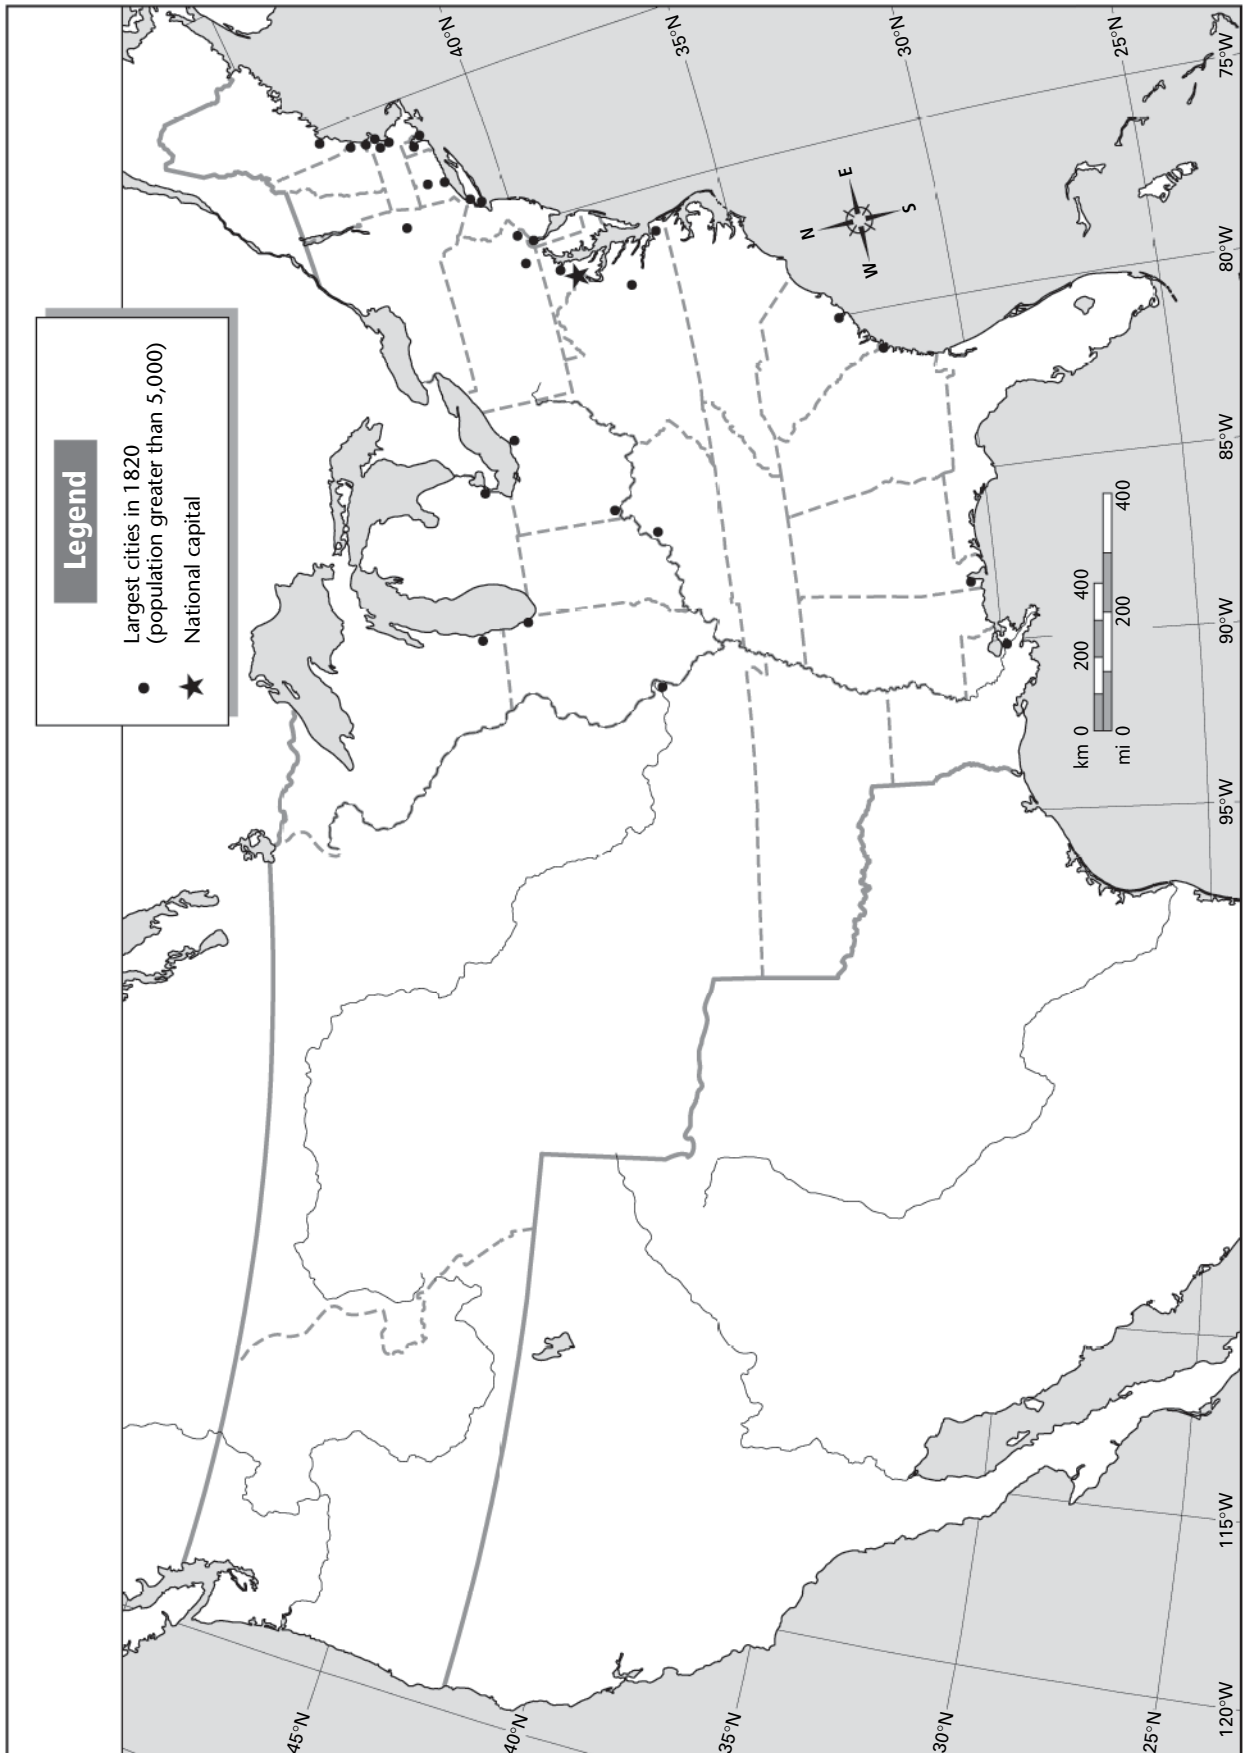 Legend
Largest cities in 1820
(population greater than 5,000)
National capital
40°N
35°N
30°N
25°N
75°W
80°W
85°W
90°W
95°W
115°W
120°W
45°N
40°N
35°N
30°N
25°N
N
E
S
W
km 0 200 400
mi 0 200 400